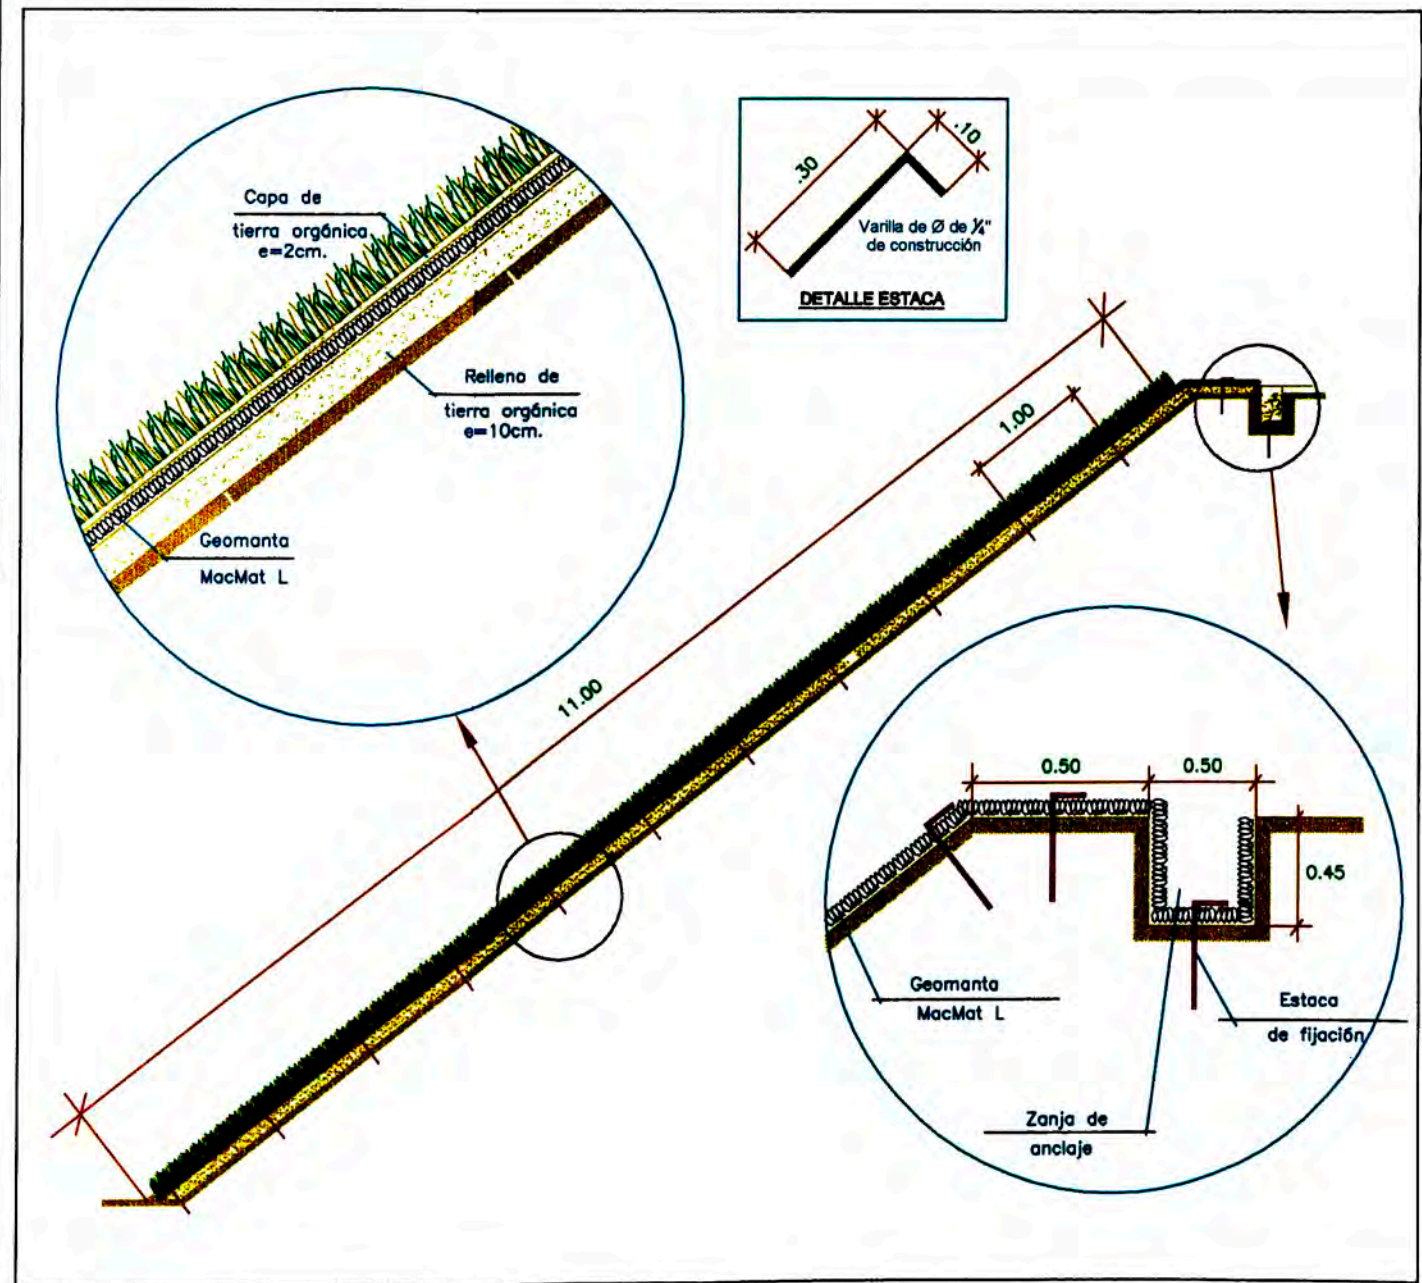 Capa de
tierra orgánica
e=2cm.
Relleno de
tierra orgánica
e=10cm.
Geomanta
MacMat L
.30
.10
Varilla de Ø de ¼"
de construcción
DETALLE ESTACA
1.00
11.00
0.50
0.50
0.45
Geomanta
MacMat L
Estaca
de fijación
Zanja de
anclaje